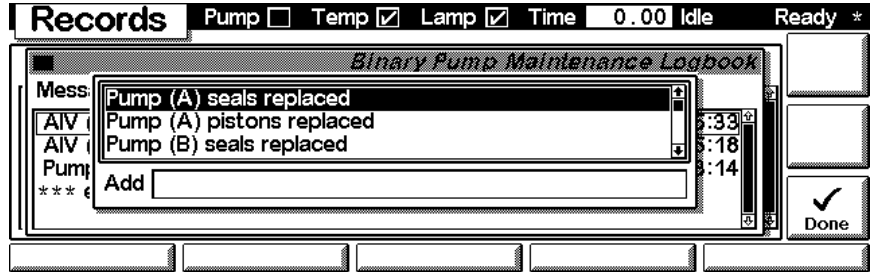 Records Pump Temp Lamp Time 0.00 Idle Ready *
Binary Pump Maintenance Logbook
Mess
Pump (A) seals replaced
Pump (A) pistons replaced
Pump (B) seals replaced
AIV :33
AIV :18
Pump :14
***
Add
Done